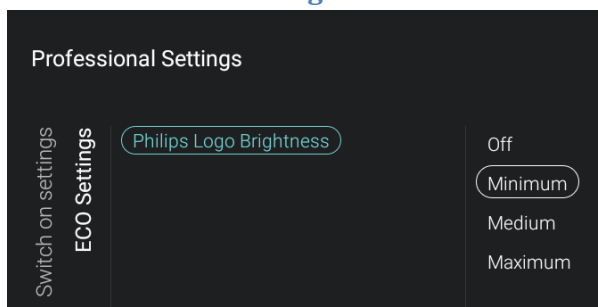 Professional Settings
Switch on settings
ECO Settings
Philips Logo Brightness
Off
Minimum
Medium
Maximum